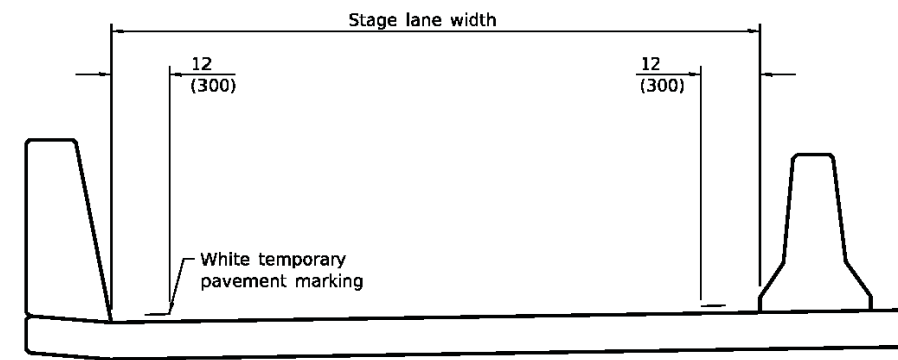 Stage lane width
12
(300)
12
(300)
White temporary
pavement marking